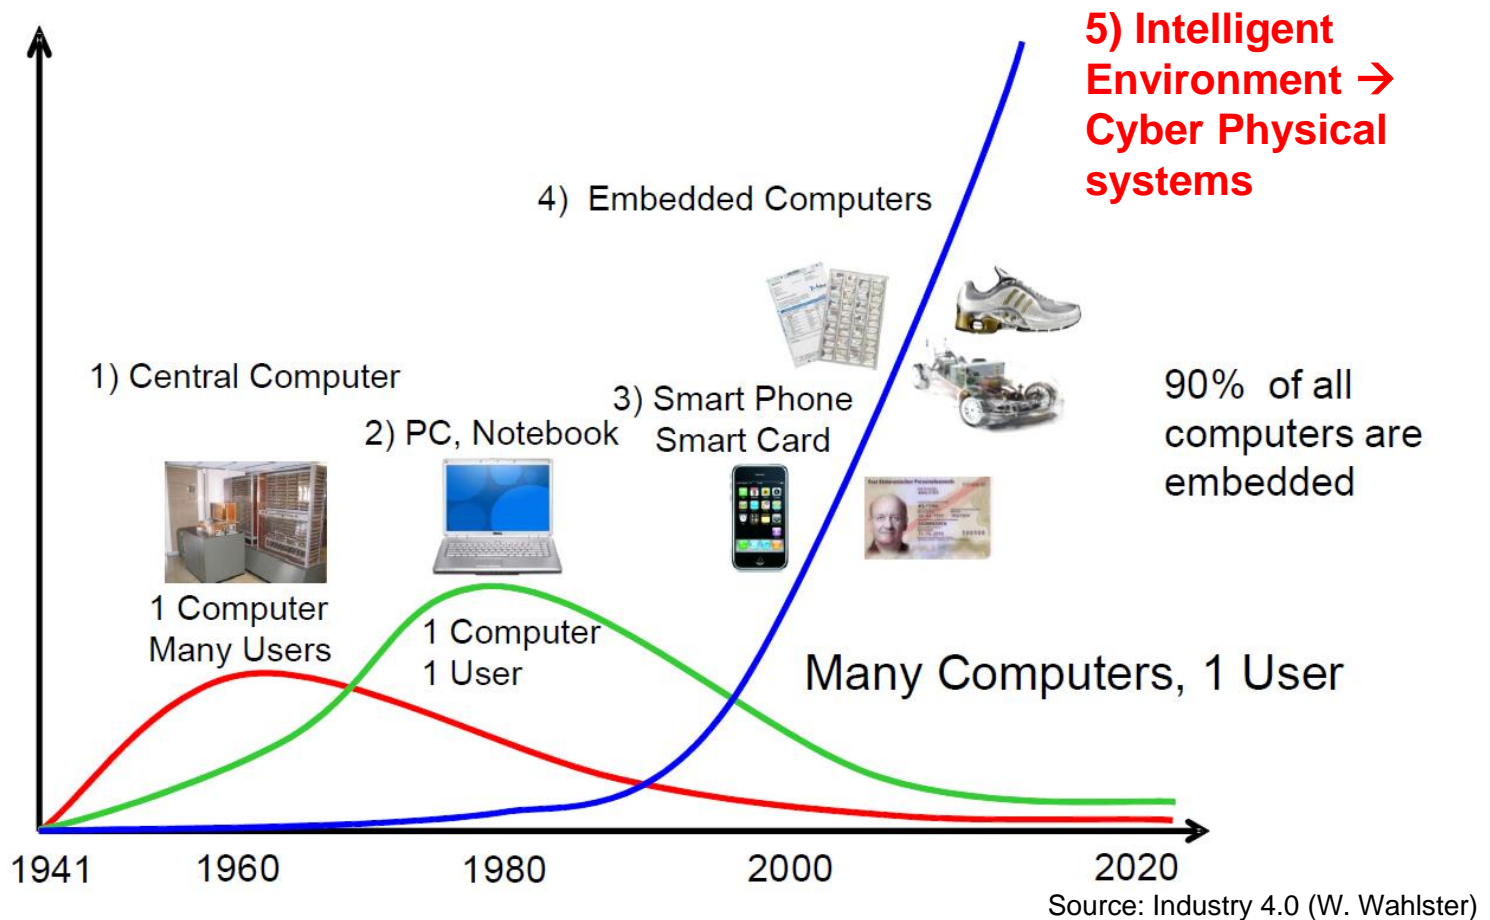 5) Intelligent
Environment →
Cyber Physical
systems
4) Embedded Computers
1) Central Computer
2) PC, Notebook
3) Smart Phone
Smart Card
90% of all
computers are
embedded
1 Computer
Many Users
1 Computer
1 User
Many Computers, 1 User
1941
1960
1980
2000
2020
Source: Industry 4.0 (W. Wahlster)